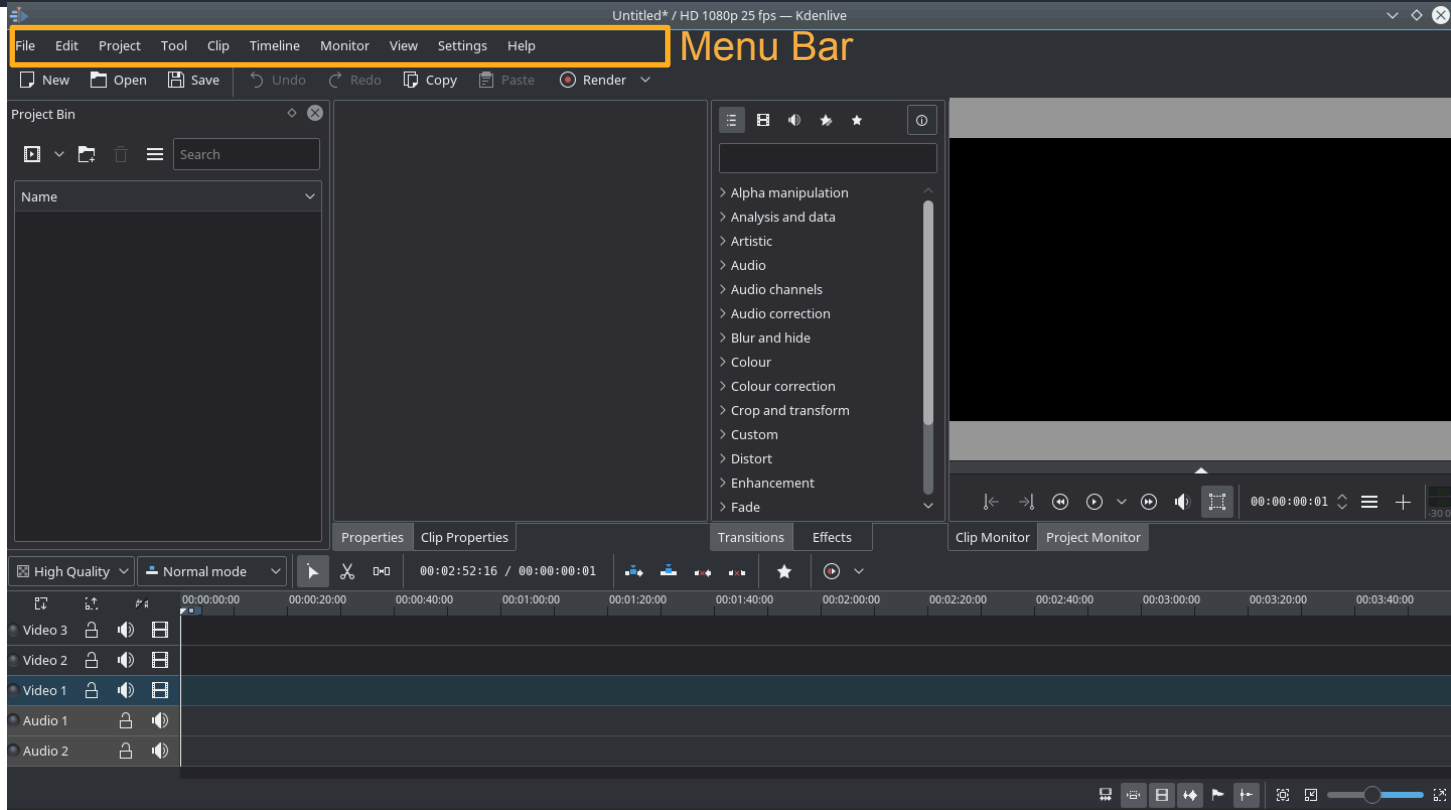 Untitled* / HD 1080p 25 fps — Kdenlive
File Edit Project Tool Clip Timeline Monitor View Settings Help
Menu Bar
New Open Save Undo Redo Copy Paste Render
Project Bin
Search
Name
Alpha manipulation
Analysis and data
Artistic
Audio
Audio channels
Audio correction
Blur and hide
Colour
Colour correction
Crop and transform
Custom
Distort
Enhancement
Fade
00:00:00:01
Properties Clip Properties
Transitions Effects
Clip Monitor Project Monitor
High Quality Normal mode 00:02:52:16 / 00:00:00:01
00:00:00:00 00:00:20:00 00:00:40:00 00:01:00:00 00:01:20:00 00:01:40:00 00:02:00:00 00:02:20:00 00:02:40:00 00:03:00:00 00:03:20:00 00:03:40:00
Video 3
Video 2
Video 1
Audio 1
Audio 2